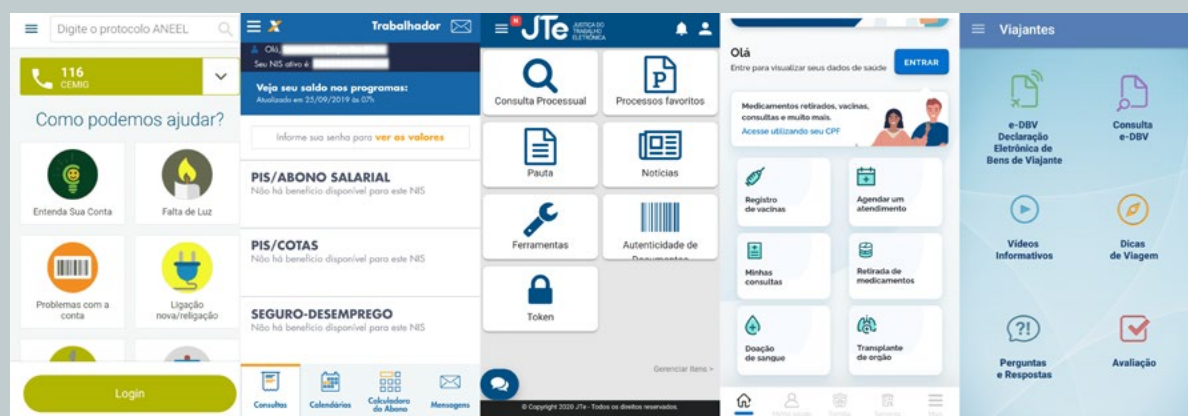 Digite o protocolo ANEEL
116
CEMIG
Como podemos ajudar?
Entenda Sua Conta
Falta de Luz
Problemas com a
conta
Ligação
nova/religação
Login
Trabalhador
Olá,
Seu NIS ativo é
Veja seu saldo nos programas:
Atualizado em 25/09/2019 às 07h
Informe sua senha para ver os valores
PIS/ABONO SALARIAL
Não há benefício disponível para este NIS
PIS/COTAS
Não há benefício disponível para este NIS
SEGURO-DESEMPREGO
Não há benefício disponível para este NIS
Consultas
Calendários
Calculadora
do Abono
Mensagens
N
JTe JUSTIÇA DO
TRABALHO
ELETRÔNICA
Consulta Processual
P
Processos favoritos
Pauta
Notícias
Ferramentas
Autenticidade de
Documentos
Token
Gerenciar Itens >
© Copyright 2020 JTe - Todos os direitos reservados.
Olá
Entre para visualizar seus dados de saúde
ENTRAR
Medicamentos retirados, vacinas,
consultas e muito mais.
Acesse utilizando seu CPF
Registro
de vacinas
Agendar um
atendimento
Minhas
consultas
Retirada de
medicamentos
Doação
de sangue
Transplante
de orgão
Viajantes
e-DBV
Declaração
Eletrônica de
Bens de Viajante
Consulta
e-DBV
Vídeos
Informativos
Dicas
de Viagem
?!
Perguntas
e Respostas
Avaliação